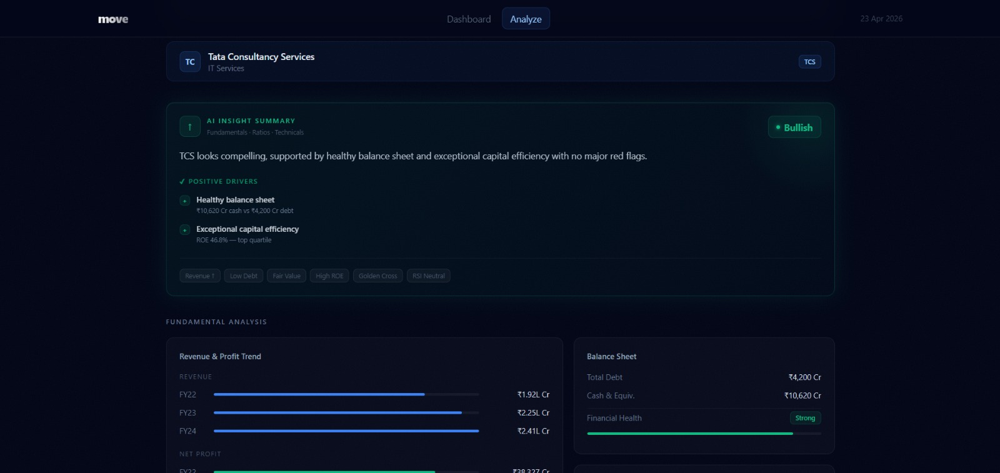 move
Dashboard
Analyze
23 Apr 2026
TC
Tata Consultancy Services
IT Services
TCS
↑
AI INSIGHT SUMMARY
Fundamentals · Ratios · Technicals
Bullish
TCS looks compelling, supported by healthy balance sheet and exceptional capital efficiency with no major red flags.
✓ POSITIVE DRIVERS
+ Healthy balance sheet
₹10,620 Cr cash vs ₹4,200 Cr debt
+ Exceptional capital efficiency
ROE 46.8% — top quartile
Revenue ↑
Low Debt
Fair Value
High ROE
Golden Cross
RSI Neutral
FUNDAMENTAL ANALYSIS
Revenue & Profit Trend
REVENUE
FY22 ₹1.92L Cr
FY23 ₹2.25L Cr
FY24 ₹2.41L Cr
NET PROFIT
FY22 ₹38,327 Cr
Balance Sheet
Total Debt ₹4,200 Cr
Cash & Equiv. ₹10,620 Cr
Financial Health Strong